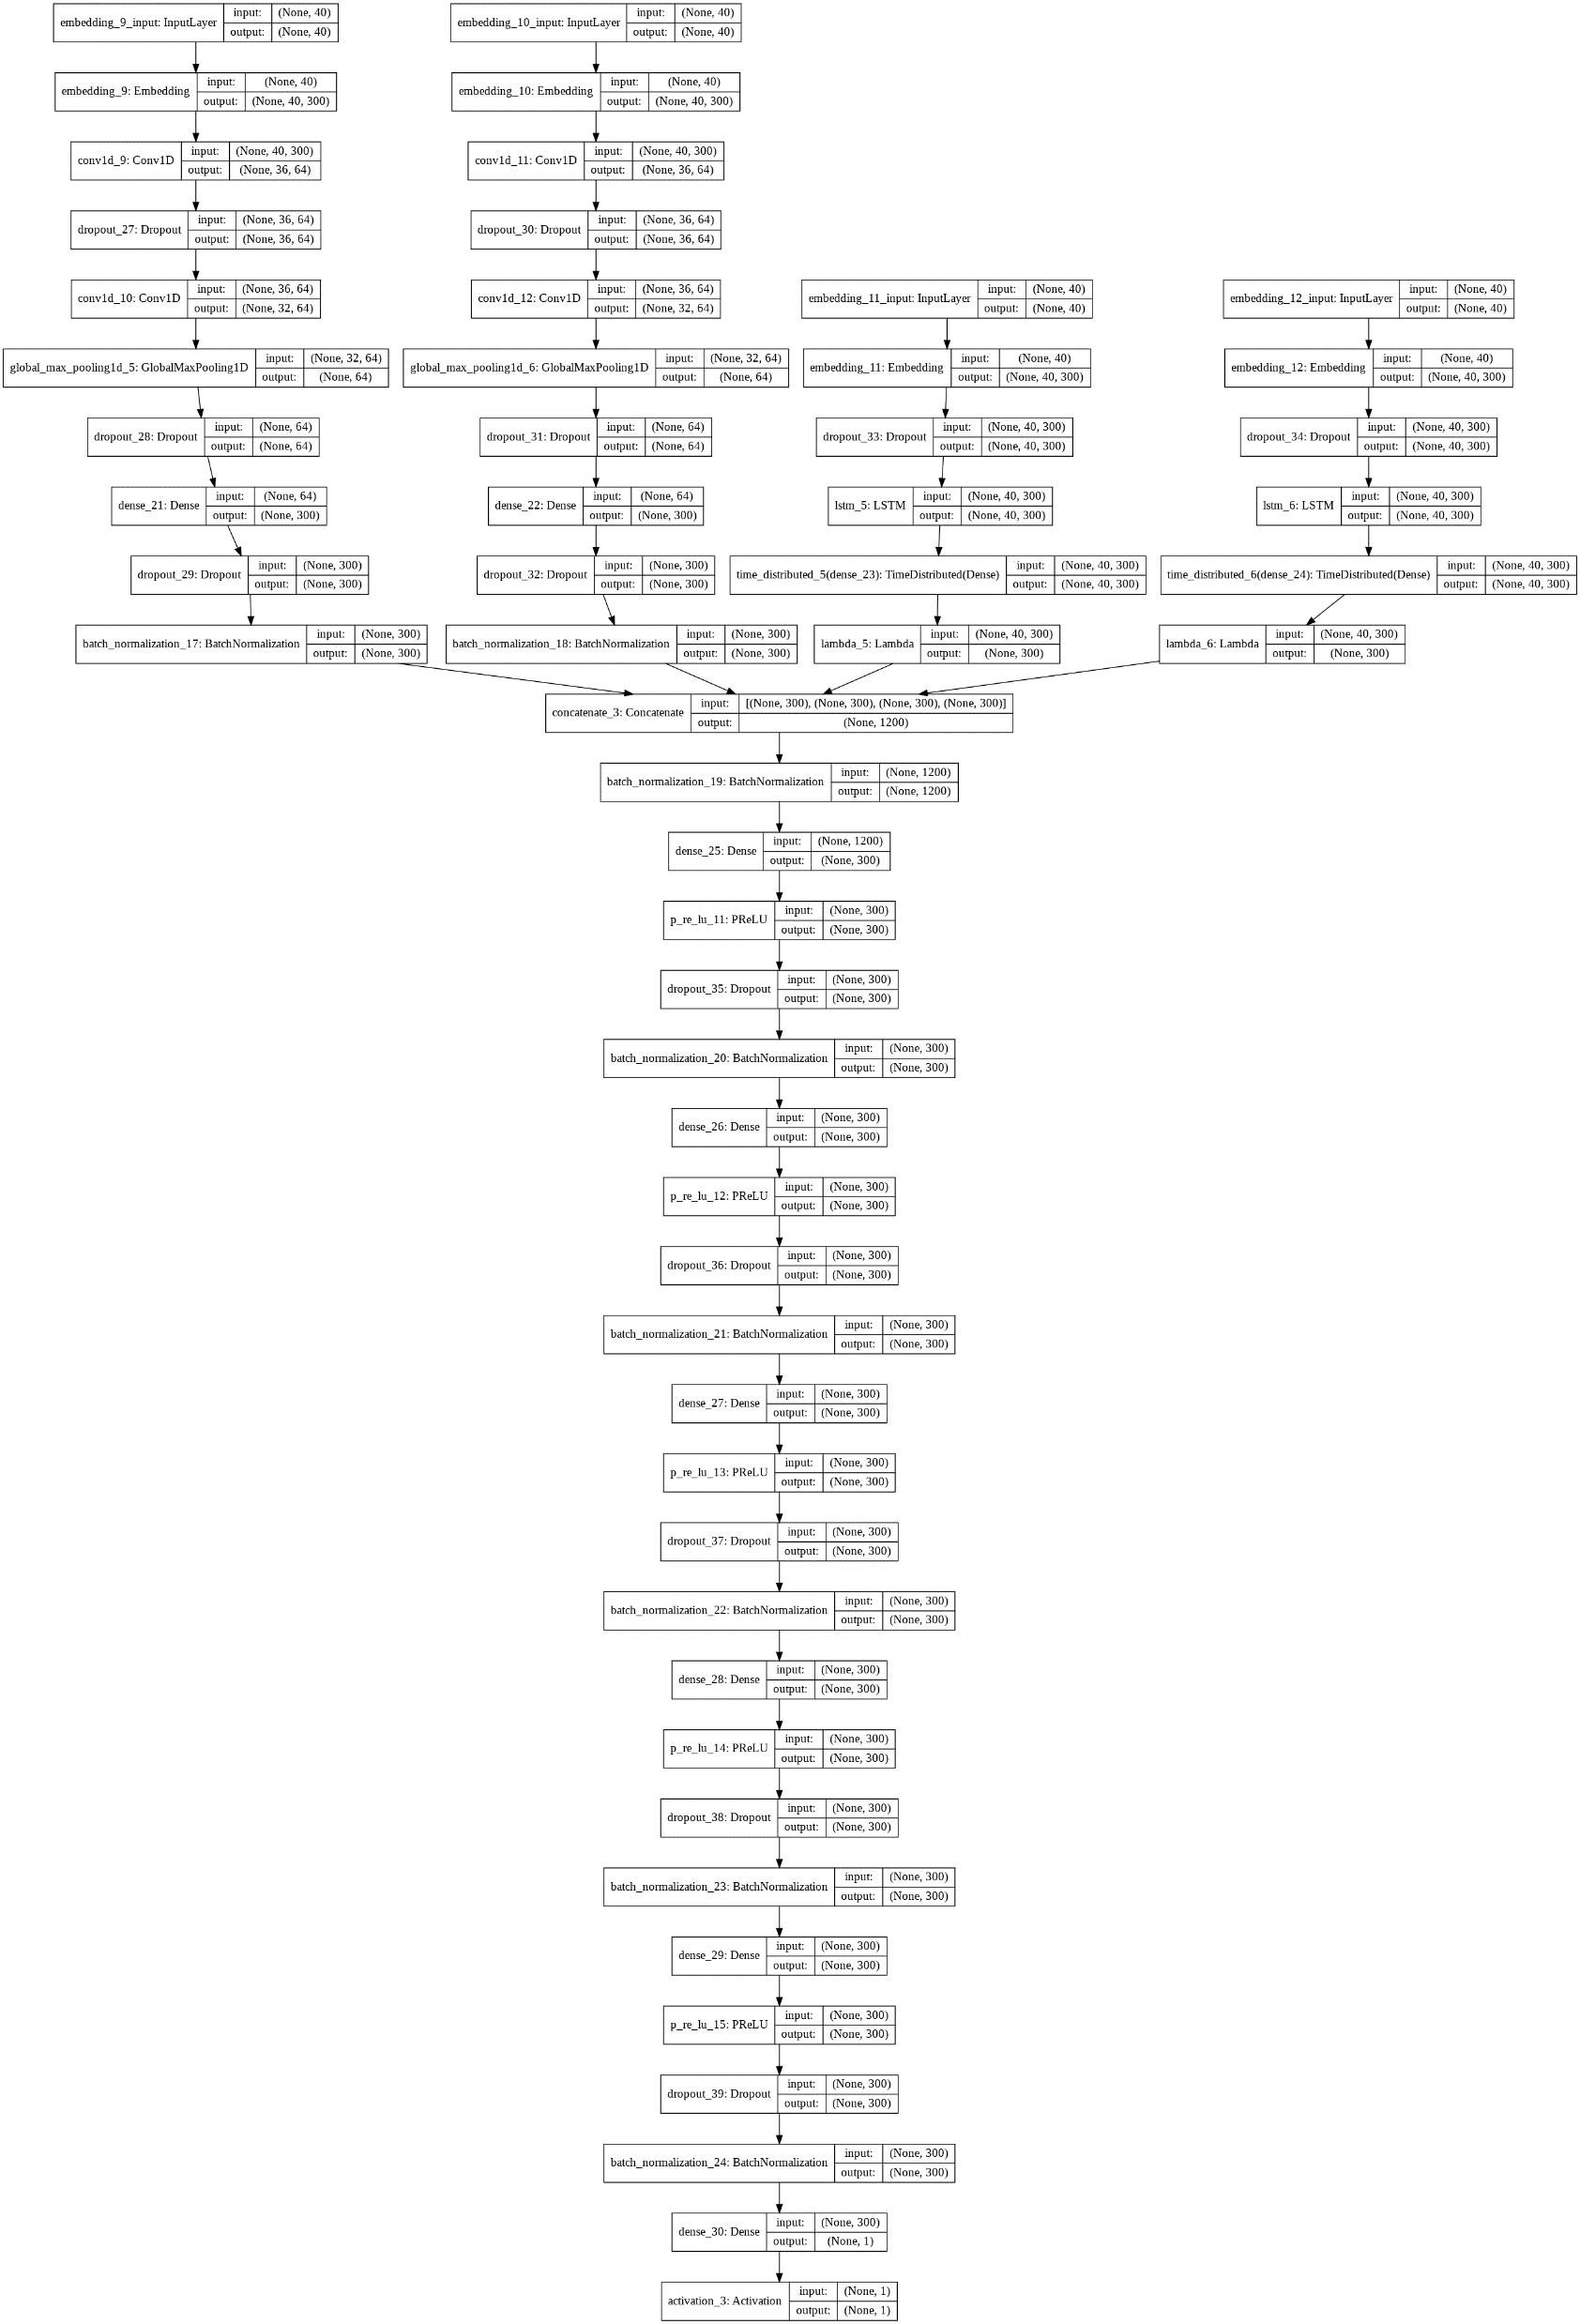 embedding_9_input: InputLayer input: (None, 40) output: (None, 40)
embedding_10_input: InputLayer input: (None, 40) output: (None, 40)
embedding_9: Embedding input: (None, 40) output: (None, 40, 300)
embedding_10: Embedding input: (None, 40) output: (None, 40, 300)
conv1d_9: Conv1D input: (None, 40, 300) output: (None, 36, 64)
conv1d_11: Conv1D input: (None, 40, 300) output: (None, 36, 64)
dropout_27: Dropout input: (None, 36, 64) output: (None, 36, 64)
dropout_30: Dropout input: (None, 36, 64) output: (None, 36, 64)
conv1d_10: Conv1D input: (None, 36, 64) output: (None, 32, 64)
conv1d_12: Conv1D input: (None, 36, 64) output: (None, 32, 64)
embedding_11_input: InputLayer input: (None, 40) output: (None, 40)
embedding_12_input: InputLayer input: (None, 40) output: (None, 40)
global_max_pooling1d_5: GlobalMaxPooling1D input: (None, 32, 64) output: (None, 64)
global_max_pooling1d_6: GlobalMaxPooling1D input: (None, 32, 64) output: (None, 64)
embedding_11: Embedding input: (None, 40) output: (None, 40, 300)
embedding_12: Embedding input: (None, 40) output: (None, 40, 300)
dropout_28: Dropout input: (None, 64) output: (None, 64)
dropout_31: Dropout input: (None, 64) output: (None, 64)
dropout_33: Dropout input: (None, 40, 300) output: (None, 40, 300)
dropout_34: Dropout input: (None, 40, 300) output: (None, 40, 300)
dense_21: Dense input: (None, 64) output: (None, 300)
dense_22: Dense input: (None, 64) output: (None, 300)
lstm_5: LSTM input: (None, 40, 300) output: (None, 40, 300)
lstm_6: LSTM input: (None, 40, 300) output: (None, 40, 300)
dropout_29: Dropout input: (None, 300) output: (None, 300)
dropout_32: Dropout input: (None, 300) output: (None, 300)
time_distributed_5(dense_23): TimeDistributed(Dense) input: (None, 40, 300) output: (None, 40, 300)
time_distributed_6(dense_24): TimeDistributed(Dense) input: (None, 40, 300) output: (None, 40, 300)
batch_normalization_17: BatchNormalization input: (None, 300) output: (None, 300)
batch_normalization_18: BatchNormalization input: (None, 300) output: (None, 300)
lambda_5: Lambda input: (None, 40, 300) output: (None, 300)
lambda_6: Lambda input: (None, 40, 300) output: (None, 300)
concatenate_3: Concatenate input: [(None, 300), (None, 300), (None, 300), (None, 300)] output: (None, 1200)
batch_normalization_19: BatchNormalization input: (None, 1200) output: (None, 1200)
dense_25: Dense input: (None, 1200) output: (None, 300)
p_re_lu_11: PReLU input: (None, 300) output: (None, 300)
dropout_35: Dropout input: (None, 300) output: (None, 300)
batch_normalization_20: BatchNormalization input: (None, 300) output: (None, 300)
dense_26: Dense input: (None, 300) output: (None, 300)
p_re_lu_12: PReLU input: (None, 300) output: (None, 300)
dropout_36: Dropout input: (None, 300) output: (None, 300)
batch_normalization_21: BatchNormalization input: (None, 300) output: (None, 300)
dense_27: Dense input: (None, 300) output: (None, 300)
p_re_lu_13: PReLU input: (None, 300) output: (None, 300)
dropout_37: Dropout input: (None, 300) output: (None, 300)
batch_normalization_22: BatchNormalization input: (None, 300) output: (None, 300)
dense_28: Dense input: (None, 300) output: (None, 300)
p_re_lu_14: PReLU input: (None, 300) output: (None, 300)
dropout_38: Dropout input: (None, 300) output: (None, 300)
batch_normalization_23: BatchNormalization input: (None, 300) output: (None, 300)
dense_29: Dense input: (None, 300) output: (None, 300)
p_re_lu_15: PReLU input: (None, 300) output: (None, 300)
dropout_39: Dropout input: (None, 300) output: (None, 300)
batch_normalization_24: BatchNormalization input: (None, 300) output: (None, 300)
dense_30: Dense input: (None, 300) output: (None, 1)
activation_3: Activation input: (None, 1) output: (None, 1)